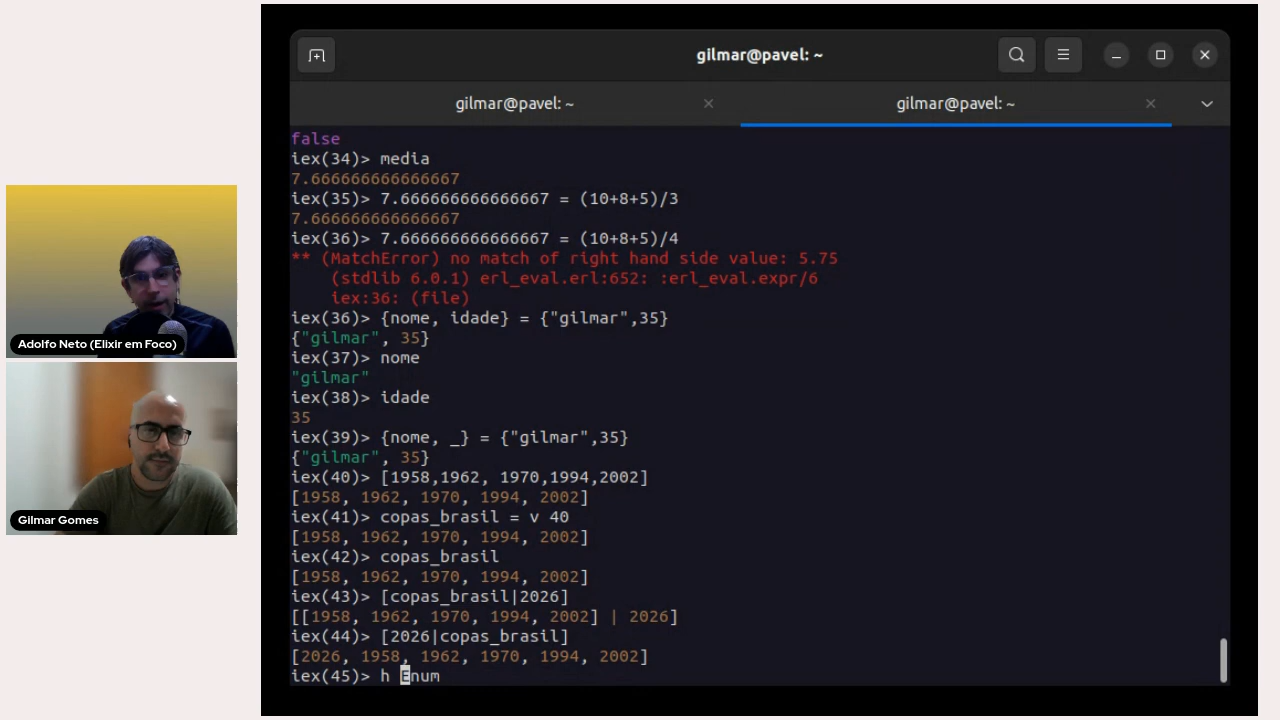 gilmar@pavel: ~
gilmar@pavel: ~
gilmar@pavel: ~
false
iex(34)> media
7.666666666666667
iex(35)> 7.666666666666667 = (10+8+5)/3
7.666666666666667
iex(36)> 7.666666666666667 = (10+8+5)/4
** (MatchError) no match of right hand side value: 5.75
(stdlib 6.0.1) erl_eval.erl:652: :erl_eval.expr/6
iex:36: (file)
iex(36)> {nome, idade} = {"gilmar",35}
{"gilmar", 35}
iex(37)> nome
"gilmar"
iex(38)> idade
35
iex(39)> {nome, _} = {"gilmar",35}
{"gilmar", 35}
iex(40)> [1958,1962, 1970,1994,2002]
[1958, 1962, 1970, 1994, 2002]
iex(41)> copas_brasil = v 40
[1958, 1962, 1970, 1994, 2002]
iex(42)> copas_brasil
[1958, 1962, 1970, 1994, 2002]
iex(43)> [copas_brasil|2026]
[[1958, 1962, 1970, 1994, 2002] | 2026]
iex(44)> [2026|copas_brasil]
[2026, 1958, 1962, 1970, 1994, 2002]
iex(45)> h Enum
Adolfo Neto (Elixir em Foco)
Gilmar Gomes